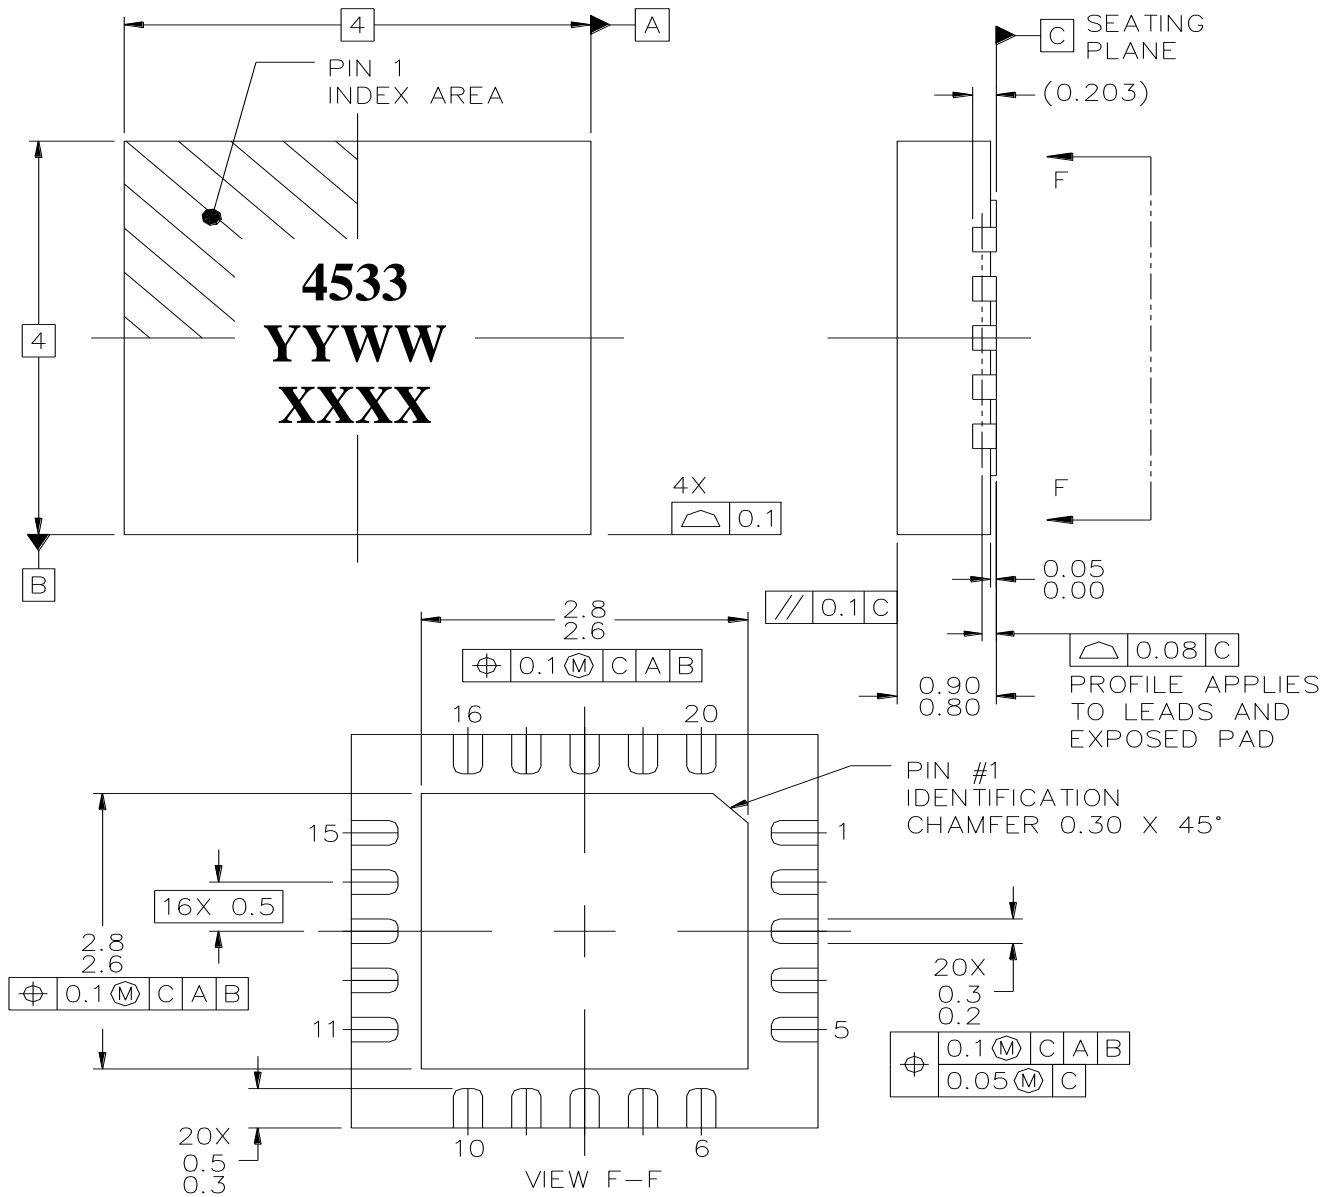 4
A
PIN 1
INDEX AREA
C
SEATING
PLANE
(0.203)
F
4533
YYWW
XXXX
4
4X
0.1
F
B
0.05
0.00
// 0.1 C
2.8
2.6
⌖ 0.1 Ⓜ C A B
0.08 C
PROFILE APPLIES
TO LEADS AND
EXPOSED PAD
0.90
0.80
16
20
PIN #1
IDENTIFICATION
CHAMFER 0.30 X 45°
15
1
16X 0.5
2.8
2.6
⌖ 0.1 Ⓜ C A B
20X
0.3
0.2
11
5
⌖ 0.1 Ⓜ C A B
0.05 Ⓜ C
20X
0.5
0.3
10
6
VIEW F-F